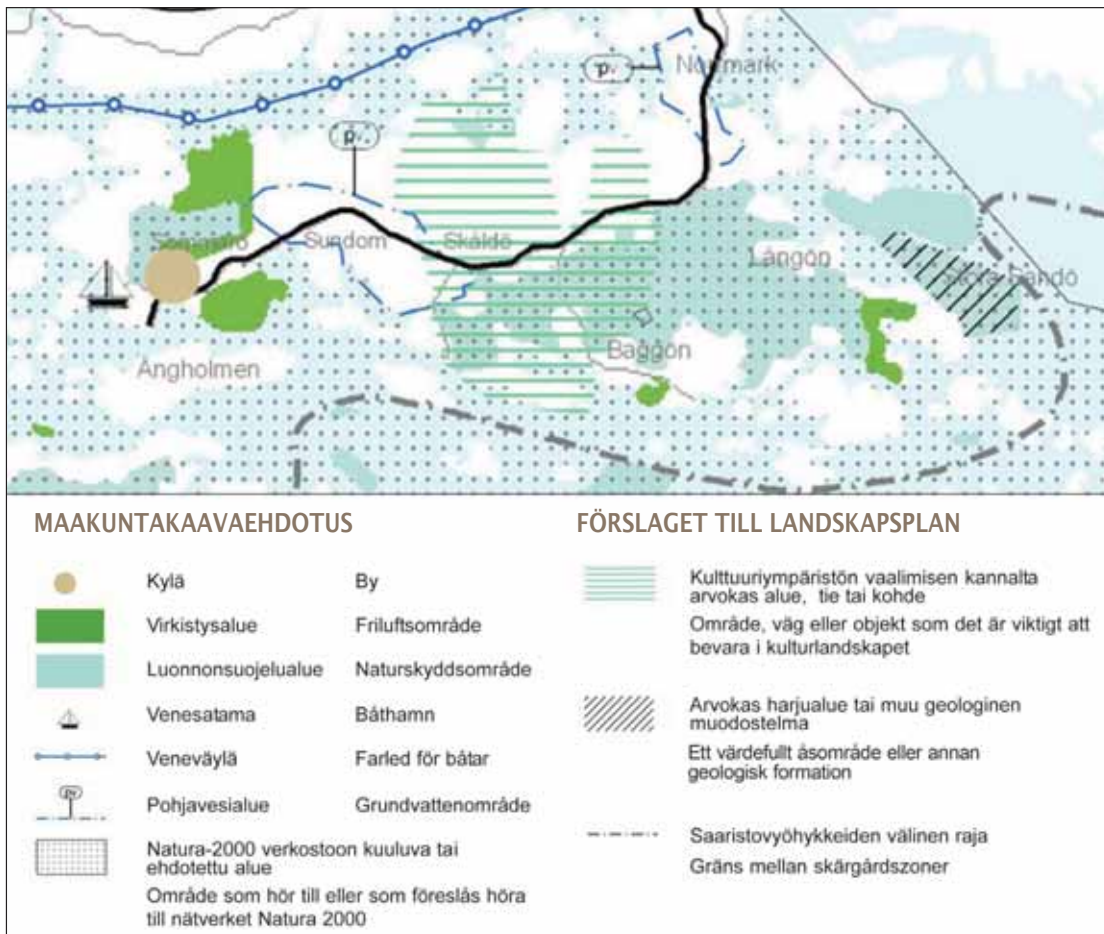 p.
Norrmark
p.
Sundom
Skåldö
Långön
Stora Sandö
Baggön
Ängholmen
MAAKUNTAKAAVAEHDOTUS
Kylä By
Virkistysalue Friluftsområde
Luonnonsuojelualue Naturskyddsområde
Venesatama Båthamn
Veneväylä Farled för båtar
Pohjavesialue Grundvattenområde
Natura-2000 verkostoon kuuluva tai
ehdotettu alue
Område som hör till eller som föreslås höra
till nätverket Natura 2000
FÖRSLAGET TILL LANDSKAPSPLAN
Kulttuuriympäristön vaalimisen kannalta
arvokas alue, tie tai kohde
Område, väg eller objekt som det är viktigt att
bevara i kulturlandskapet
Arvokas harjualue tai muu geologinen
muodostelma
Ett värdefullt åsområde eller annan
geologisk formation
Saaristovyöhykkeiden välinen raja
Gräns mellan skärgårdszoner